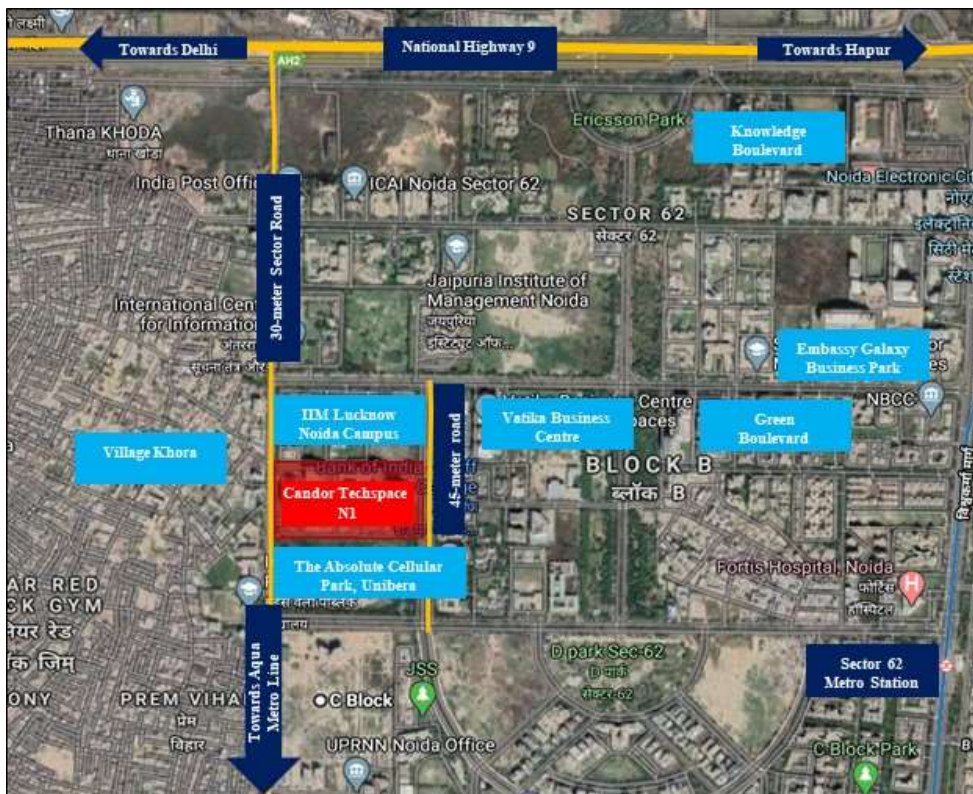 लक्ष्मी
Towards Delhi
National Highway 9
Towards Hapur
AH2
Thana KHODA
थाना खोडा
Ericsson Park
Knowledge
Boulevard
India Post Offi
ICAI Noida Sector 62
Noida Electronic Cit
इलेक्ट्रॉनि
सिटी मे
स्टेश
SECTOR 62
सेक्टर 62
30-meter Sector Road
Jaipuria Institute of
Management Noida
जयपुरिया
इंस्टिट्यूट ऑफ...
International Cent
for Information
Embassy Galaxy
Business Park
NBCC
IIM Lucknow
Noida Campus
45-meter road
Vatika Business
Centre
Centre
paces
Green
Boulevard
Village Khora
Bank of India
BLOCK B
ब्लॉक B
Candor Techspace
N1
विश्वकर्मा मार्ग
The Absolute Cellular
Park, Unibera
Fortis Hospital, Noida
फोर्टिस
हॉस्पिटल
AR RED
CK GYM
नियर रेड
क जिम्
D park Sec-62
D पार्क
सेक्टर-62
Sector 62
Metro Station
JSS
C Block
ONY
PREM VIHA
प्रेम
विहार
Towards Aqua
Metro Line
UPRNN Noida Office
C Block Park
B